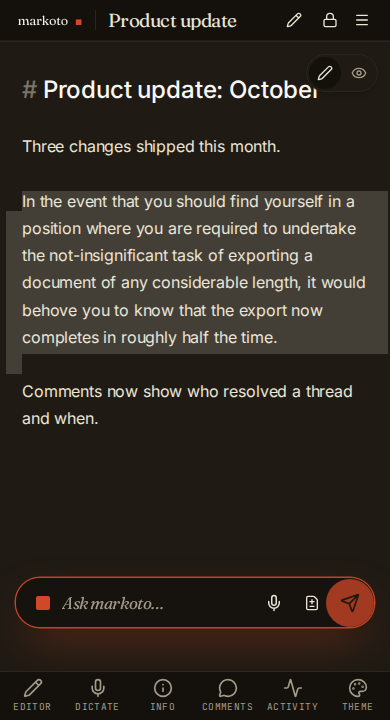 markoto
Product update
# Product update: October
Three changes shipped this month.
In the event that you should find yourself in a
position where you are required to undertake
the not-insignificant task of exporting a
document of any considerable length, it would
behove you to know that the export now
completes in roughly half the time.
Comments now show who resolved a thread
and when.
Ask markoto...
EDITOR DICTATE INFO COMMENTS ACTIVITY THEME